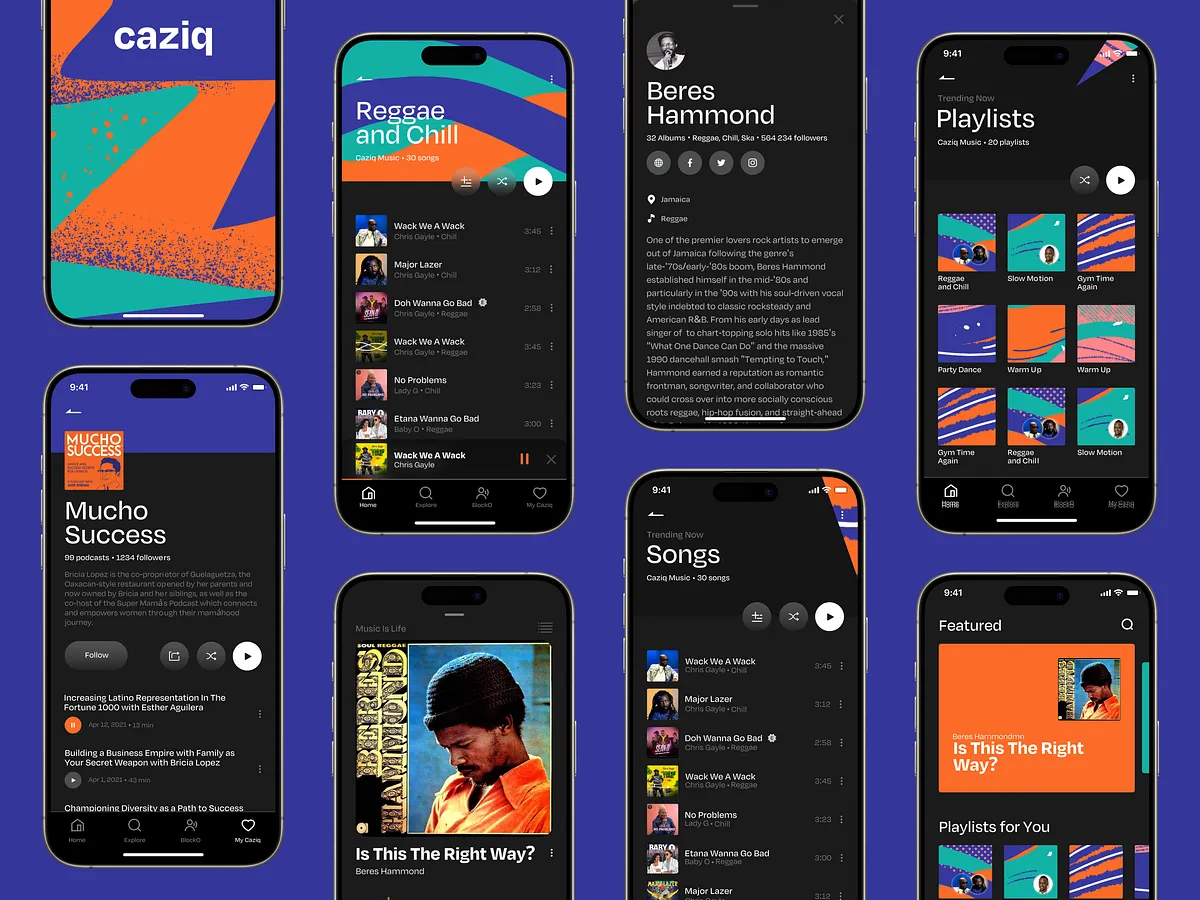 caziq
9:41
MUCHO
SUCCESS
Mucho
Success
99 podcasts • 1234 followers
Bricia Lopez is the co-proprietor of Guelaguetza, the
Oaxacan-style restaurant opened by her parents and
now owned by Bricia and her siblings, as well as the
co-host of the Super Mamás Podcast which connects
and empowers women through their mamáhood
journey.
Follow
Increasing Latino Representation In The
Fortune 1000 with Esther Aguilera
Apr 12, 2021 • 13 min
Building a Business Empire with Family as
Your Secret Weapon with Bricia Lopez
Apr 1, 2021 • 43 min
Championing Diversity as a Path to Success
Home
Explore
BlockO
My Caziq
Reggae
and Chill
Caziq Music • 30 songs
Wack We A Wack
Chris Gayle • Chill
3:45
Major Lazer
Chris Gayle • Chill
3:12
Doh Wanna Go Bad
Chris Gayle • Reggae
2:58
Wack We A Wack
Chris Gayle • Reggae
3:45
No Problems
Lady G • Chill
3:23
BABY O
Etana Wanna Go Bad
Baby O • Reggae
3:00
Wack We A Wack
Chris Gayle
Home
Explore
BlockO
My Caziq
Music Is Life
SOUL REGGAE
BERES
HAMMOND
Is This The Right Way?
Beres Hammond
Beres
Hammond
32 Albums • Reggae, Chill, Ska • 564 234 followers
Jamaica
Reggae
One of the premier lovers rock artists to emerge
out of Jamaica following the genre's
late-'70s/early-'80s boom, Beres Hammond
established himself in the mid-'80s and
particularly in the '90s with his soul-driven vocal
style indebted to classic rocksteady and
American R&B. From his early days as lead
singer of to chart-topping solo hits like 1985's
"What One Dance Can Do" and the massive
1990 dancehall smash "Tempting to Touch,"
Hammond earned a reputation as romantic
frontman, songwriter, and collaborator who
could cross over into more socially conscious
roots reggae, hip-hop fusion, and straight-ahead
9:41
Trending Now
Songs
Caziq Music • 30 songs
Wack We A Wack
Chris Gayle • Chill
3:45
Major Lazer
Chris Gayle • Chill
3:12
Doh Wanna Go Bad
Chris Gayle • Reggae
2:58
Wack We A Wack
Chris Gayle • Reggae
3:45
No Problems
Lady G • Chill
3:23
BABY O
Etana Wanna Go Bad
Baby O • Reggae
3:00
Major Lazer
3:12
9:41
Trending Now
Playlists
Caziq Music • 20 playlists
Reggae
and Chill
Slow Motion
Gym Time
Again
Party Dance
Warm Up
Warm Up
Gym Time
Again
Reggae
and Chill
Slow Motion
Home
Explore
BlockO
My Caziq
9:41
Featured
BERES
HAMMOND
Beres Hammondmn
Is This The Right
Way?
Playlists for You